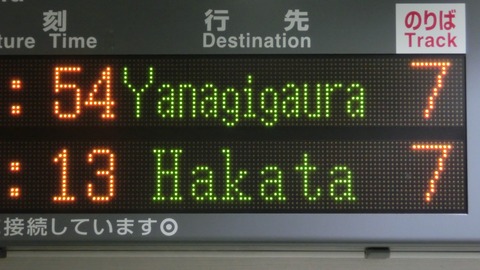 刻 行先 のりば
ture Time Destination Track
:54 Yanagigaura 7
:13 Hakata 7
接続しています◎